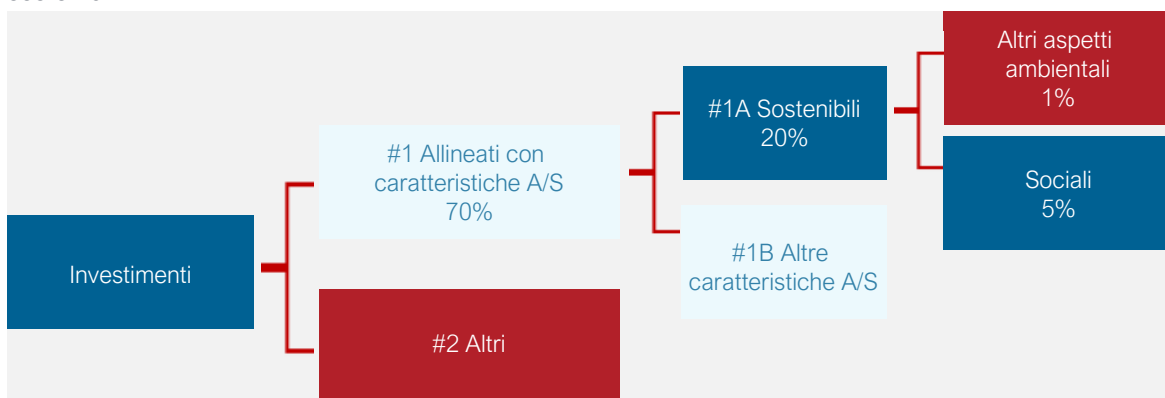 Investimenti
#1 Allineati con
caratteristiche A/S
70%
#2 Altri
#1A Sostenibili
20%
#1B Altre
caratteristiche A/S
Altri aspetti
ambientali
1%
Sociali
5%